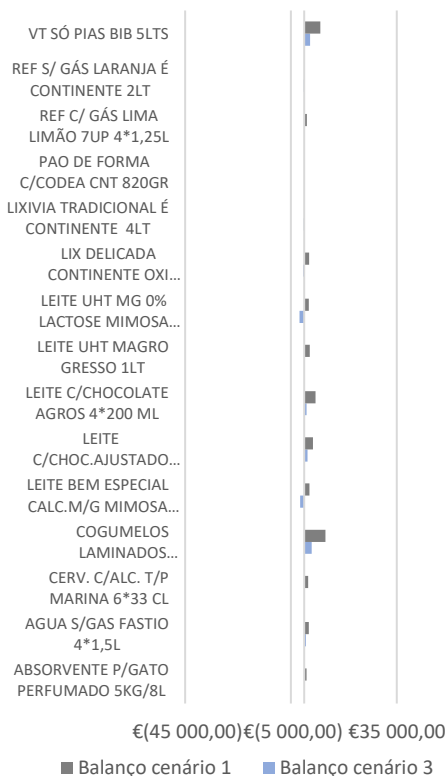 VT SÓ PIAS BIB 5LTS
REF S/ GÁS LARANJA É
CONTINENTE 2LT
REF C/ GÁS LIMA
LIMÃO 7UP 4*1,25L
PAO DE FORMA
C/CODEA CNT 820GR
LIXIVIA TRADICIONAL É
CONTINENTE 4LT
LIX DELICADA
CONTINENTE OXI…
LEITE UHT MG 0%
LACTOSE MIMOSA…
LEITE UHT MAGRO
GRESSO 1LT
LEITE C/CHOCOLATE
AGROS 4*200 ML
LEITE
C/CHOC.AJUSTADO…
LEITE BEM ESPECIAL
CALC.M/G MIMOSA…
COGUMELOS
LAMINADOS…
CERV. C/ALC. T/P
MARINA 6*33 CL
AGUA S/GAS FASTIO
4*1,5L
ABSORVENTE P/GATO
PERFUMADO 5KG/8L
€(45 000,00) €(5 000,00) €35 000,00
Balanço cenário 1 Balanço cenário 3